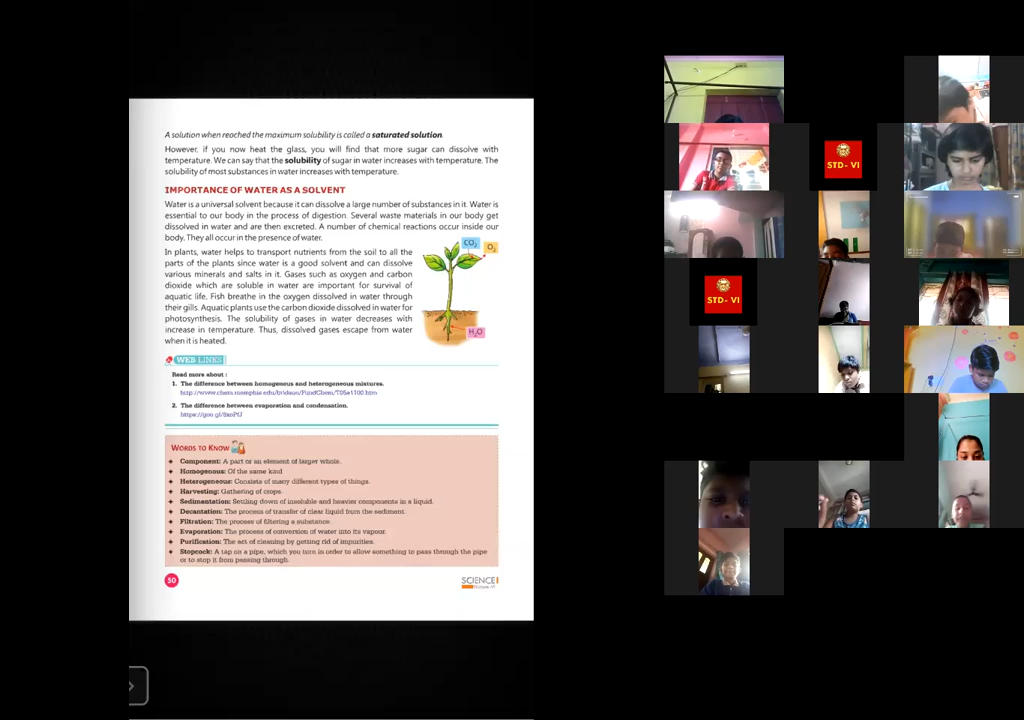 A solution when reached the maximum solubility is called a saturated solution.
However, if you now heat the glass, you will find that more sugar can dissolve with
temperature. We can say that the solubility of sugar in water increases with temperature. The
solubility of most substances in water increases with temperature.
IMPORTANCE OF WATER AS A SOLVENT
Water is a universal solvent because it can dissolve a large number of substances in it. Water is
essential to our body in the process of digestion. Several waste materials in our body get
dissolved in water and are then excreted. A number of chemical reactions occur inside our
body. They all occur in the presence of water.
In plants, water helps to transport nutrients from the soil to all the
parts of the plants since water is a good solvent and can dissolve
various minerals and salts in it. Gases such as oxygen and carbon
dioxide which are soluble in water are important for survival of
aquatic life. Fish breathe in the oxygen dissolved in water through
their gills. Aquatic plants use the carbon dioxide dissolved in water for
photosynthesis. The solubility of gases in water decreases with
increase in temperature. Thus, dissolved gases escape from water
when it is heated.
CO₂
O₂
H₂O
WEB LINKS
Read more about :
1. The difference between homogenous and heterogeneous mixtures.
2. The difference between evaporation and condensation.
WORDS TO KNOW
Component: A part or an element of larger whole.
Homogenous: Of the same kind
Heterogeneous: Consists of many different types of things.
Harvesting: Gathering of crops.
Sedimentation: Settling down of insoluble and heavier components in a liquid.
Decantation: The process of transfer of clear liquid from the sediment.
Filtration: The process of filtering a substance.
Evaporation: The process of conversion of water into its vapour.
Purification: The act of cleaning by getting rid of impurities.
Stopcock: A tap on a pipe, which you turn in order to allow something to pass through the pipe
or to stop it from passing through.
50
SCIENCE
STD- VI
STD- VI